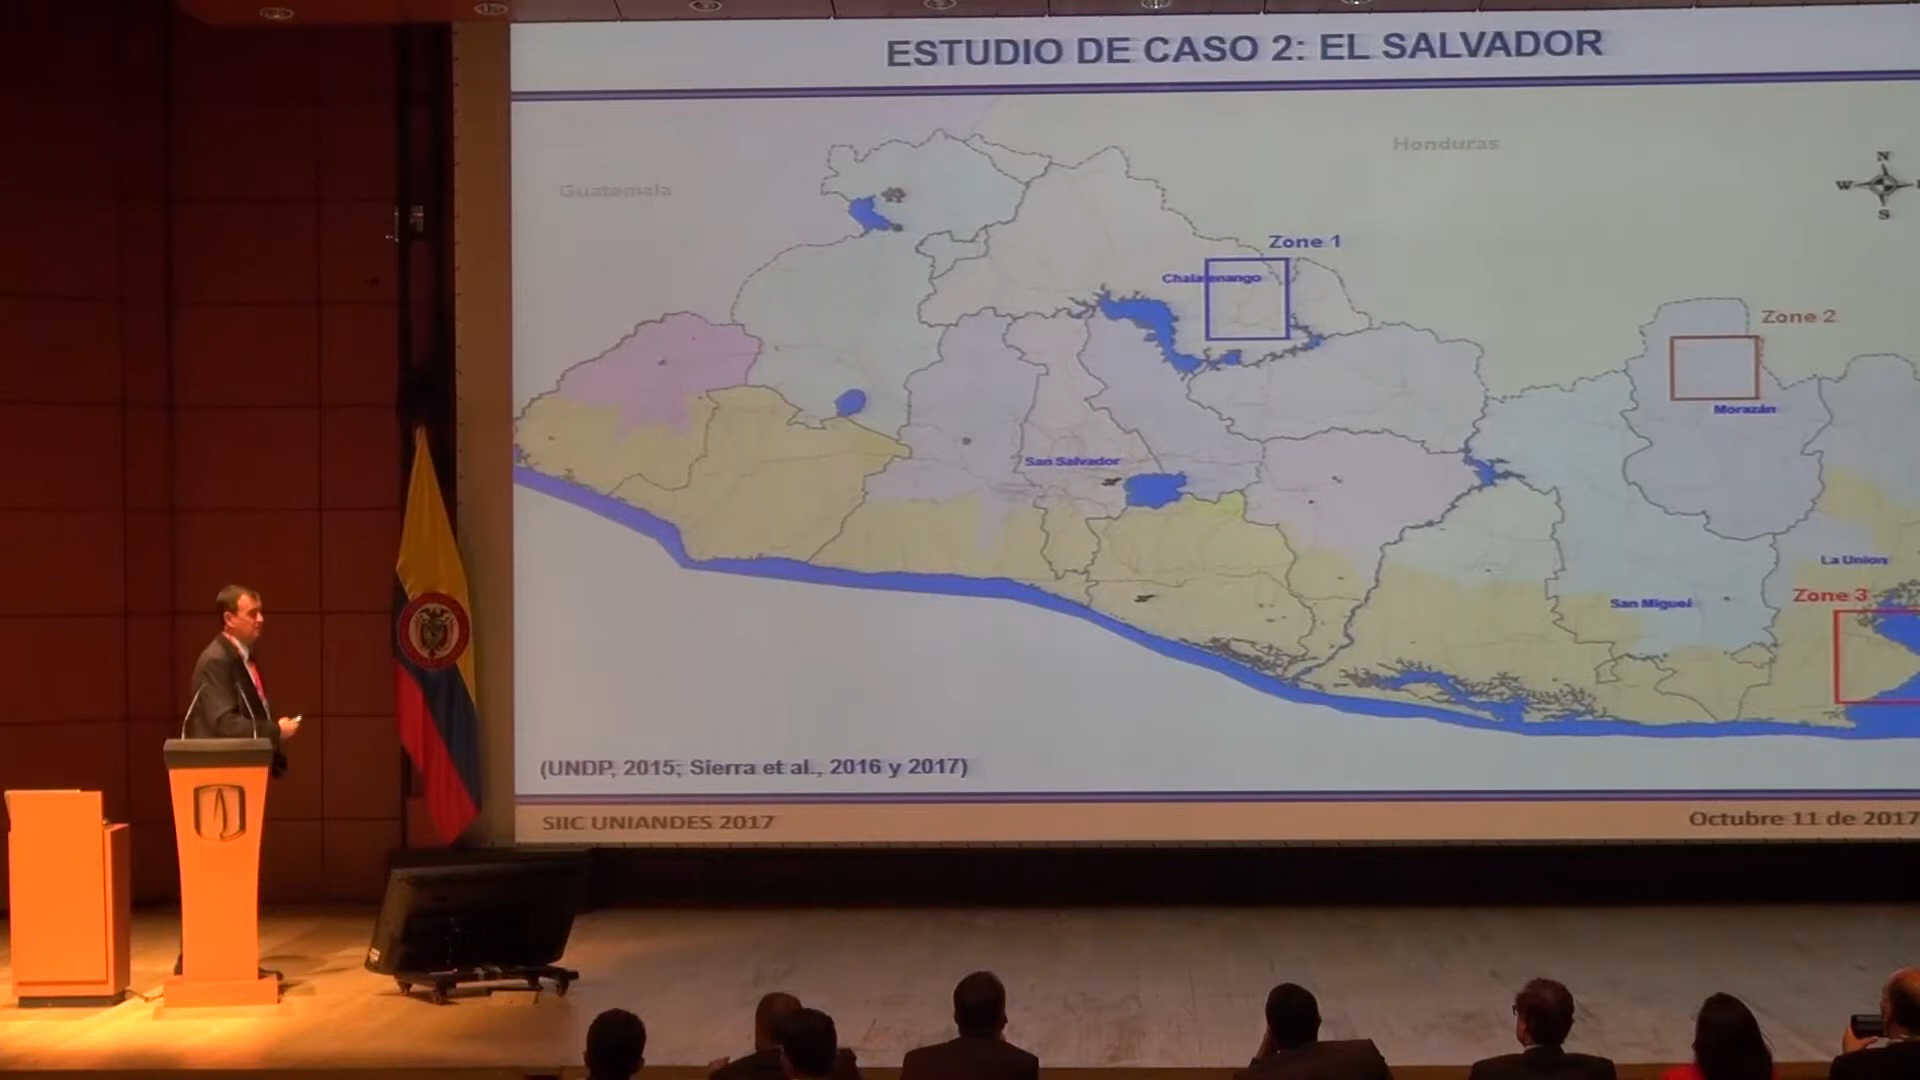 ESTUDIO DE CASO 2: EL SALVADOR
Honduras
Guatemala
N
W
S
Zone 1
Chalatenango
Zone 2
Morazán
San Salvador
La Union
Zone 3
San Miguel
(UNDP, 2015; Sierra et al., 2016 y 2017)
SIIC UNIANDES 2017
Octubre 11 de 2017